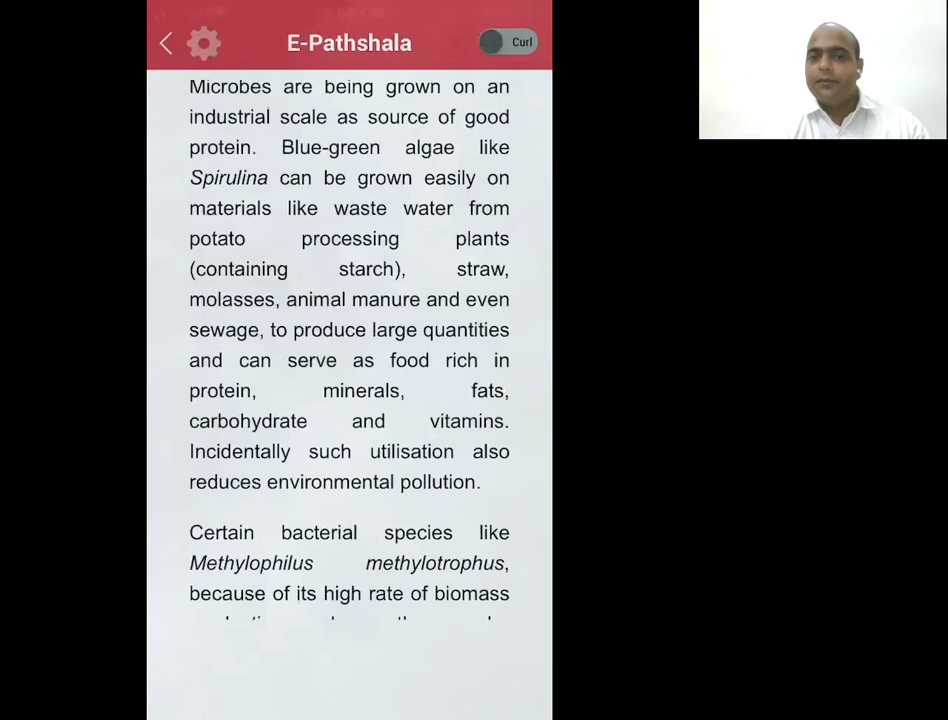 E-Pathshala
Curl
Microbes are being grown on an
industrial scale as source of good
protein. Blue-green algae like
Spirulina can be grown easily on
materials like waste water from
potato processing plants
(containing starch), straw,
molasses, animal manure and even
sewage, to produce large quantities
and can serve as food rich in
protein, minerals, fats,
carbohydrate and vitamins.
Incidentally such utilisation also
reduces environmental pollution.
Certain bacterial species like
Methylophilus methylotrophus,
because of its high rate of biomass